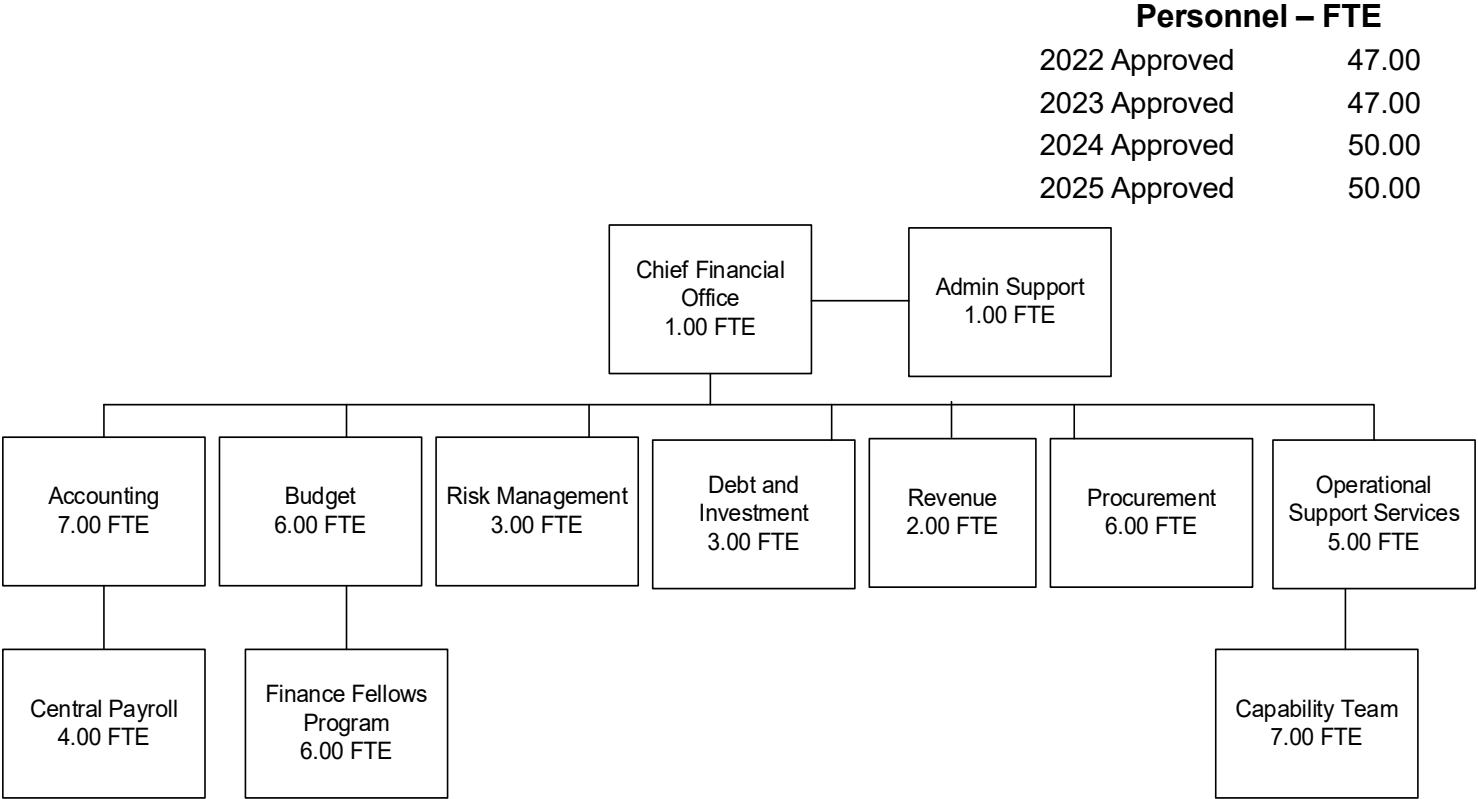 Personnel – FTE
2022 Approved 47.00
2023 Approved 47.00
2024 Approved 50.00
2025 Approved 50.00
Chief Financial
Office
1.00 FTE
Admin Support
1.00 FTE
Accounting
7.00 FTE
Budget
6.00 FTE
Risk Management
3.00 FTE
Debt and
Investment
3.00 FTE
Revenue
2.00 FTE
Procurement
6.00 FTE
Operational
Support Services
5.00 FTE
Central Payroll
4.00 FTE
Finance Fellows
Program
6.00 FTE
Capability Team
7.00 FTE